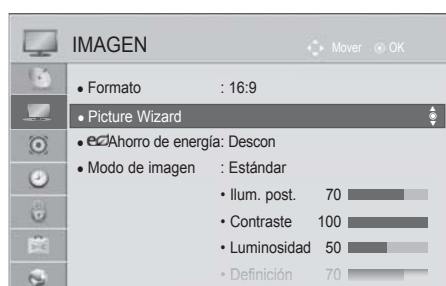 IMAGEN Mover OK
• Formato : 16:9
• Picture Wizard
• eco Ahorro de energía: Descon
• Modo de imagen : Estándar
• Ilum. post. 70
• Contraste 100
• Luminosidad 50
• Definición 70